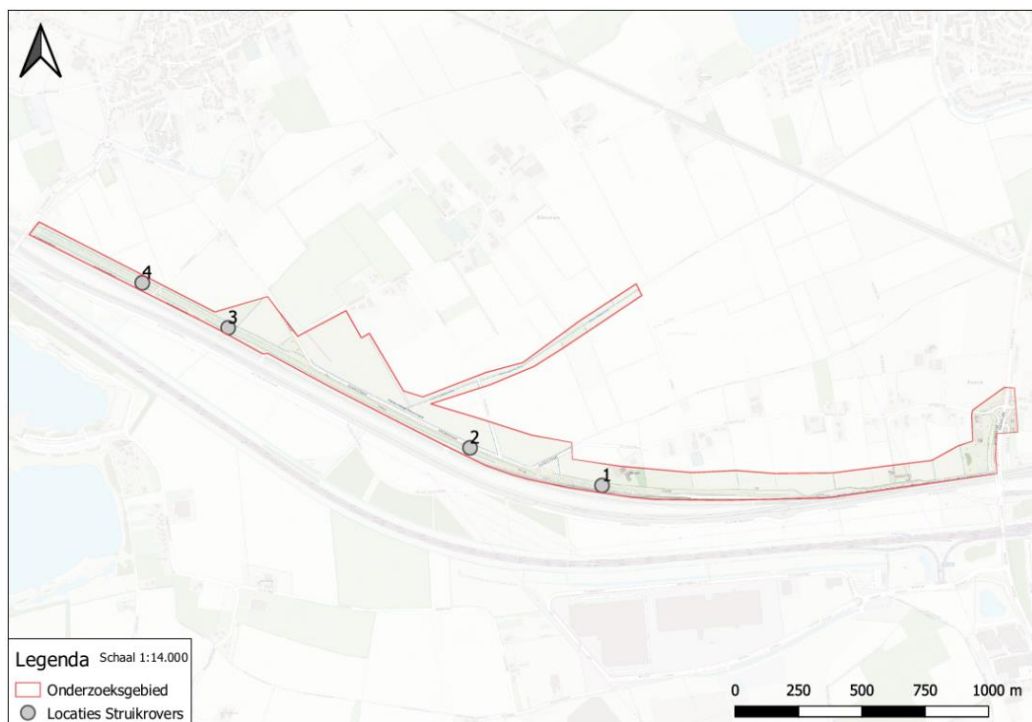 4
3
2
1
Legenda Schaal 1:14.000
Onderzoeksgebied
Locaties Struikrovers
0 250 500 750 1000 m